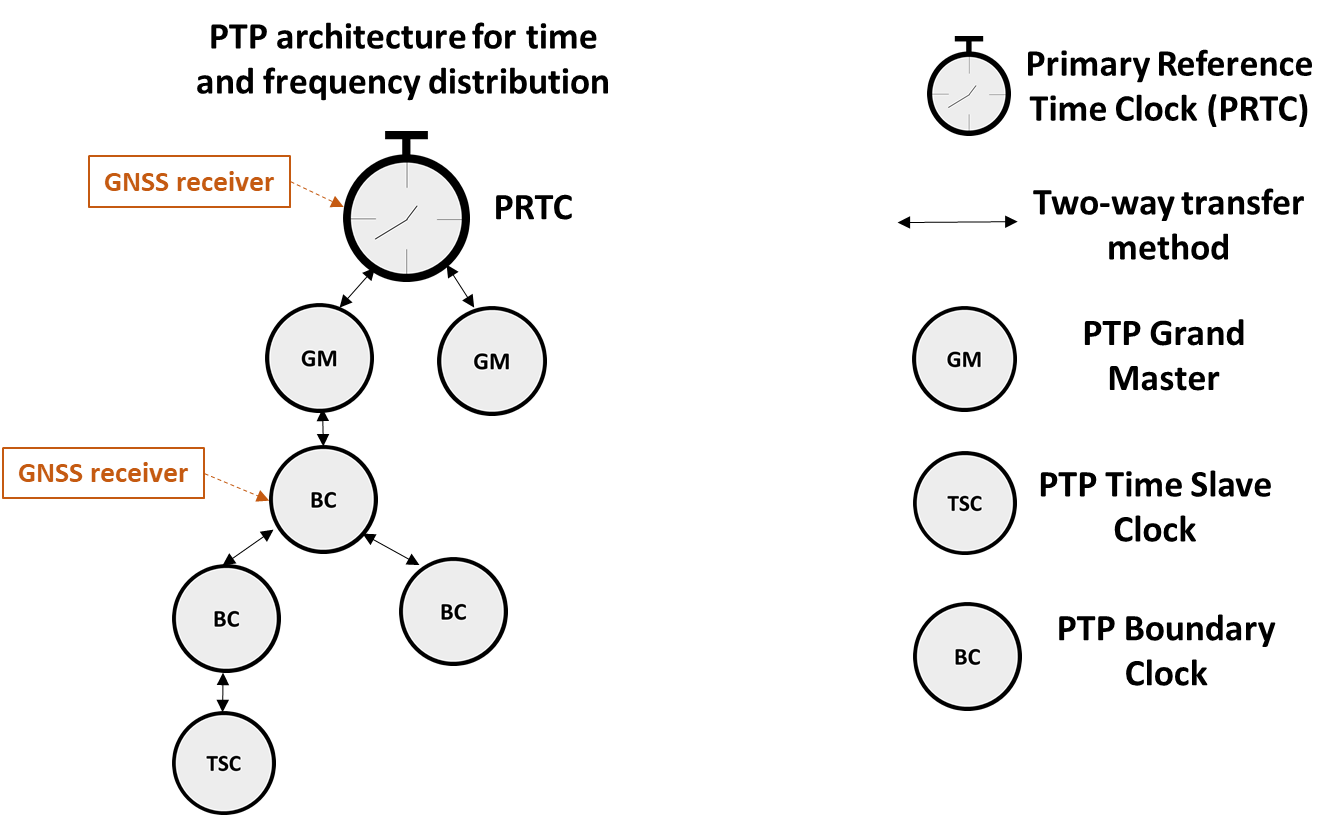 PTP architecture for time
and frequency distribution
GNSS receiver
PRTC
GM
GM
GNSS receiver
BC
BC
BC
TSC
Primary Reference
Time Clock (PRTC)
Two-way transfer
method
GM
PTP Grand
Master
TSC
PTP Time Slave
Clock
BC
PTP Boundary
Clock